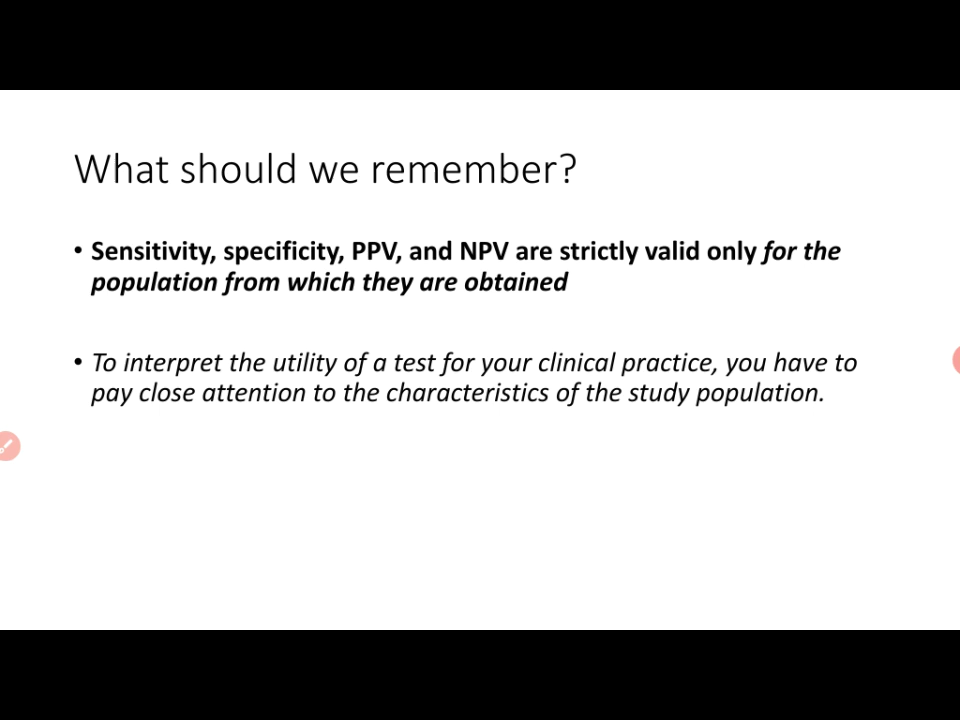 What should we remember?
• Sensitivity, specificity, PPV, and NPV are strictly valid only for the
population from which they are obtained
• To interpret the utility of a test for your clinical practice, you have to
pay close attention to the characteristics of the study population.